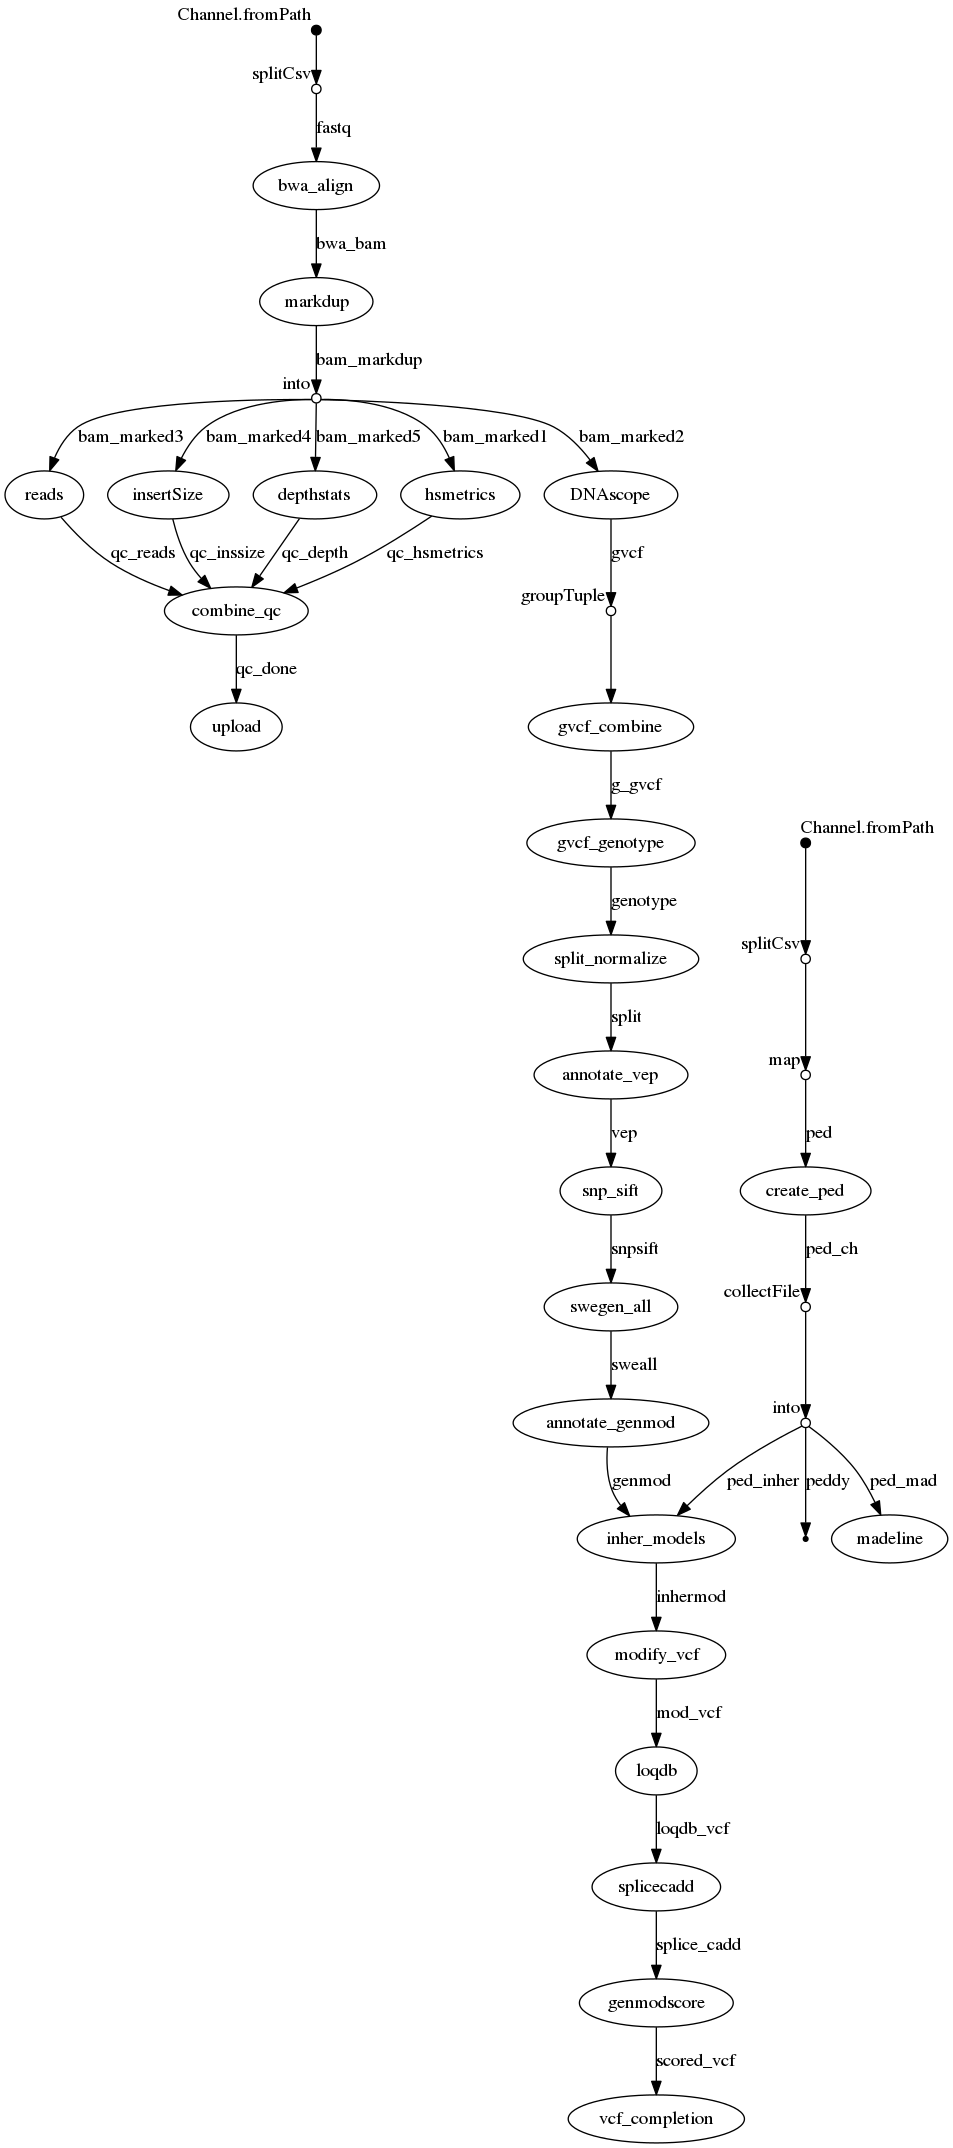 Channel.fromPath
splitCsv
fastq
bwa_align
bwa_bam
markdup
bam_markdup
into
bam_marked3
bam_marked4
bam_marked5
bam_marked1
bam_marked2
reads
insertSize
depthstats
hsmetrics
DNAscope
qc_reads
qc_inssize
qc_depth
qc_hsmetrics
gvcf
groupTuple
combine_qc
qc_done
upload
gvcf_combine
g_gvcf
Channel.fromPath
gvcf_genotype
genotype
splitCsv
split_normalize
split
map
annotate_vep
vep
ped
snp_sift
create_ped
snpsift
ped_ch
collectFile
swegen_all
sweall
into
annotate_genmod
genmod
ped_inher
peddy
ped_mad
inher_models
madeline
inhermod
modify_vcf
mod_vcf
loqdb
loqdb_vcf
splicecadd
splice_cadd
genmodscore
scored_vcf
vcf_completion